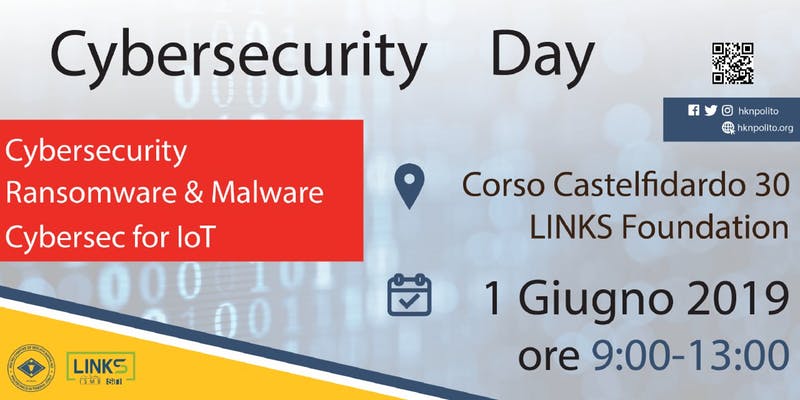 Cybersecurity Day
hknpolito
hknpolito.org
Cybersecurity
Ransomware & Malware
Cybersec for IoT
Corso Castelfidardo 30
LINKS Foundation
1 Giugno 2019
ore 9:00-13:00
LINKS